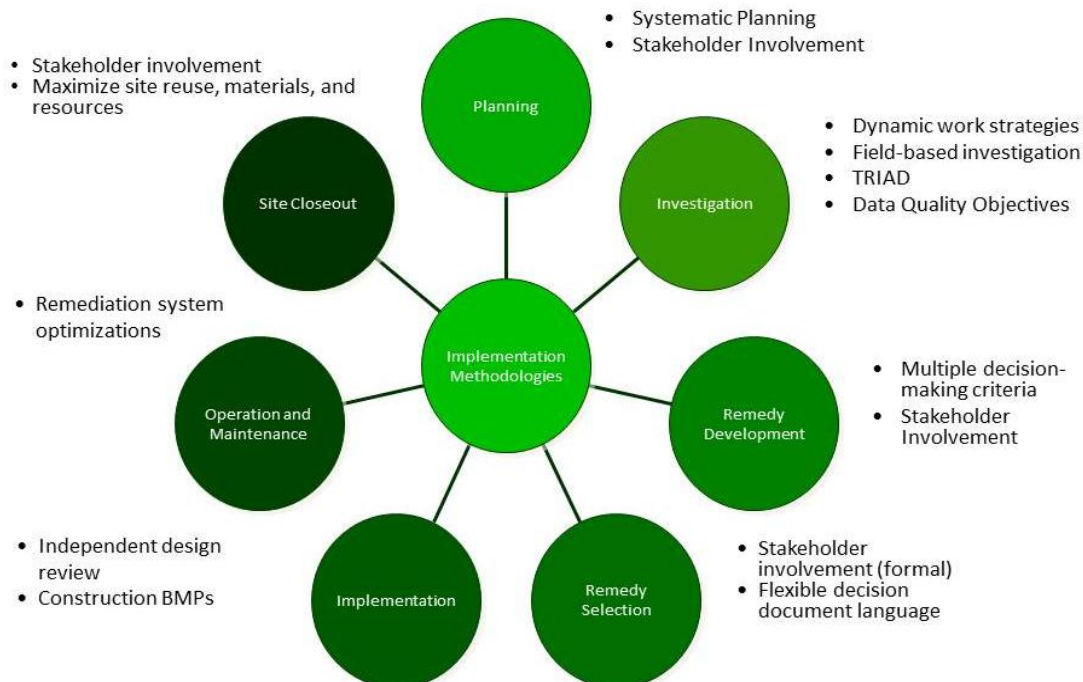 • Systematic Planning
• Stakeholder Involvement
Planning
• Dynamic work strategies
• Field-based investigation
• TRIAD
• Data Quality Objectives
Investigation
• Multiple decision-
making criteria
• Stakeholder
Involvement
Remedy
Development
• Stakeholder
involvement (formal)
• Flexible decision
document language
Remedy
Selection
• Independent design
review
• Construction BMPs
Implementation
• Remediation system
optimizations
Operation and
Maintenance
• Stakeholder involvement
• Maximize site reuse, materials, and
resources
Site Closeout
Implementation
Methodologies